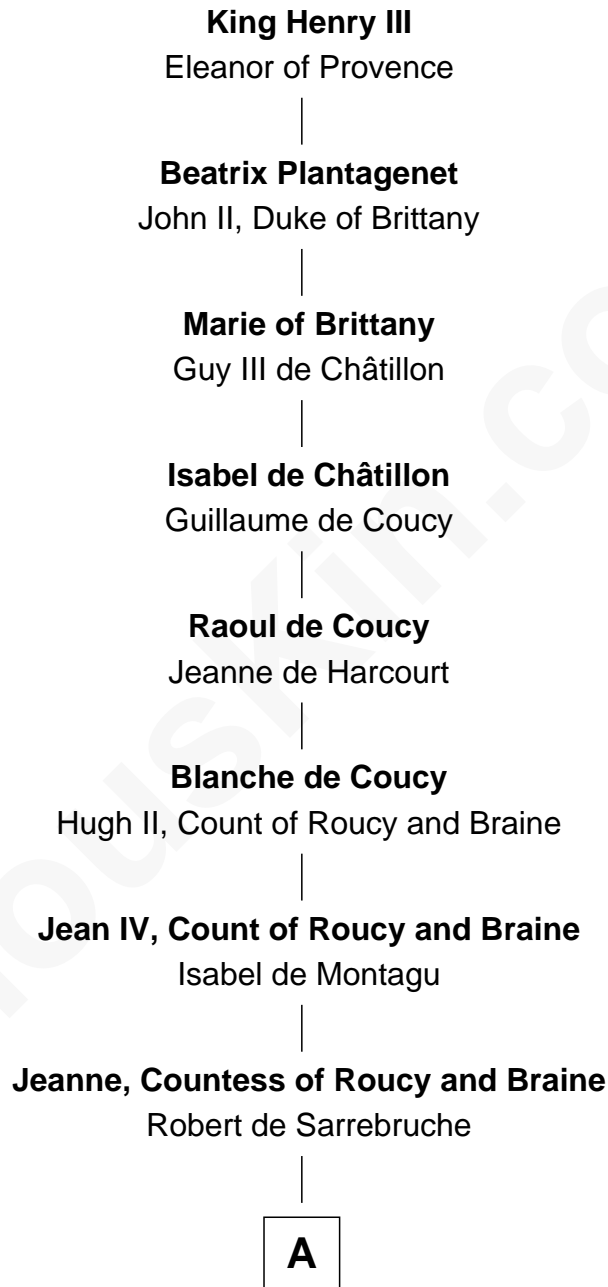 King Henry III
Eleanor of Provence
Beatrix Plantagenet
John II, Duke of Brittany
Marie of Brittany
Guy III de Châtillon
Isabel de Châtillon
Guillaume de Coucy
Raoul de Coucy
Jeanne de Harcourt
Blanche de Coucy
Hugh II, Count of Roucy and Braine
Jean IV, Count of Roucy and Braine
Isabel de Montagu
Jeanne, Countess of Roucy and Braine
Robert de Sarrebruche
A